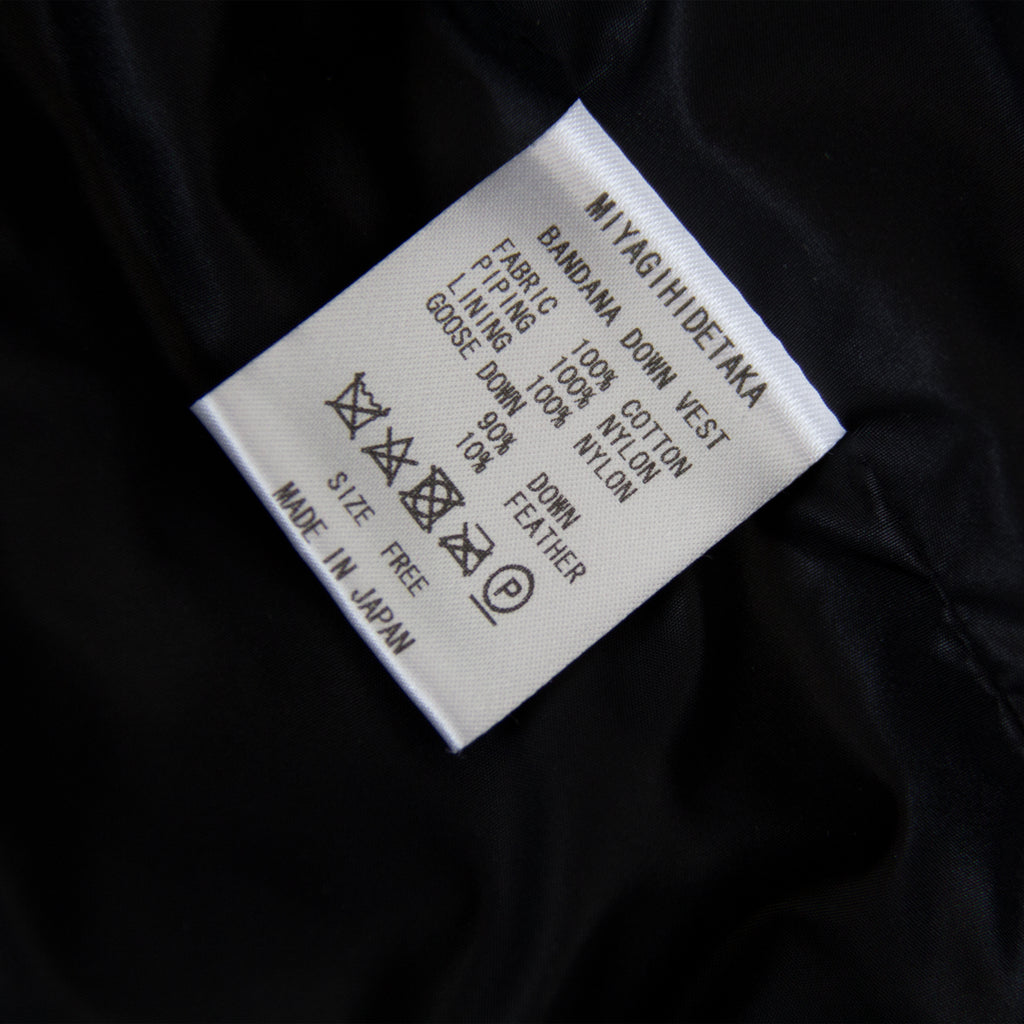 MIYAGIHIDETAKA
BANDANA DOWN VEST
FABRIC 100% COTTON
PIPING 100% NYLON
LINING 100% NYLON
GOOSE DOWN 90% DOWN
10% FEATHER
P
SIZE FREE
MADE IN JAPAN